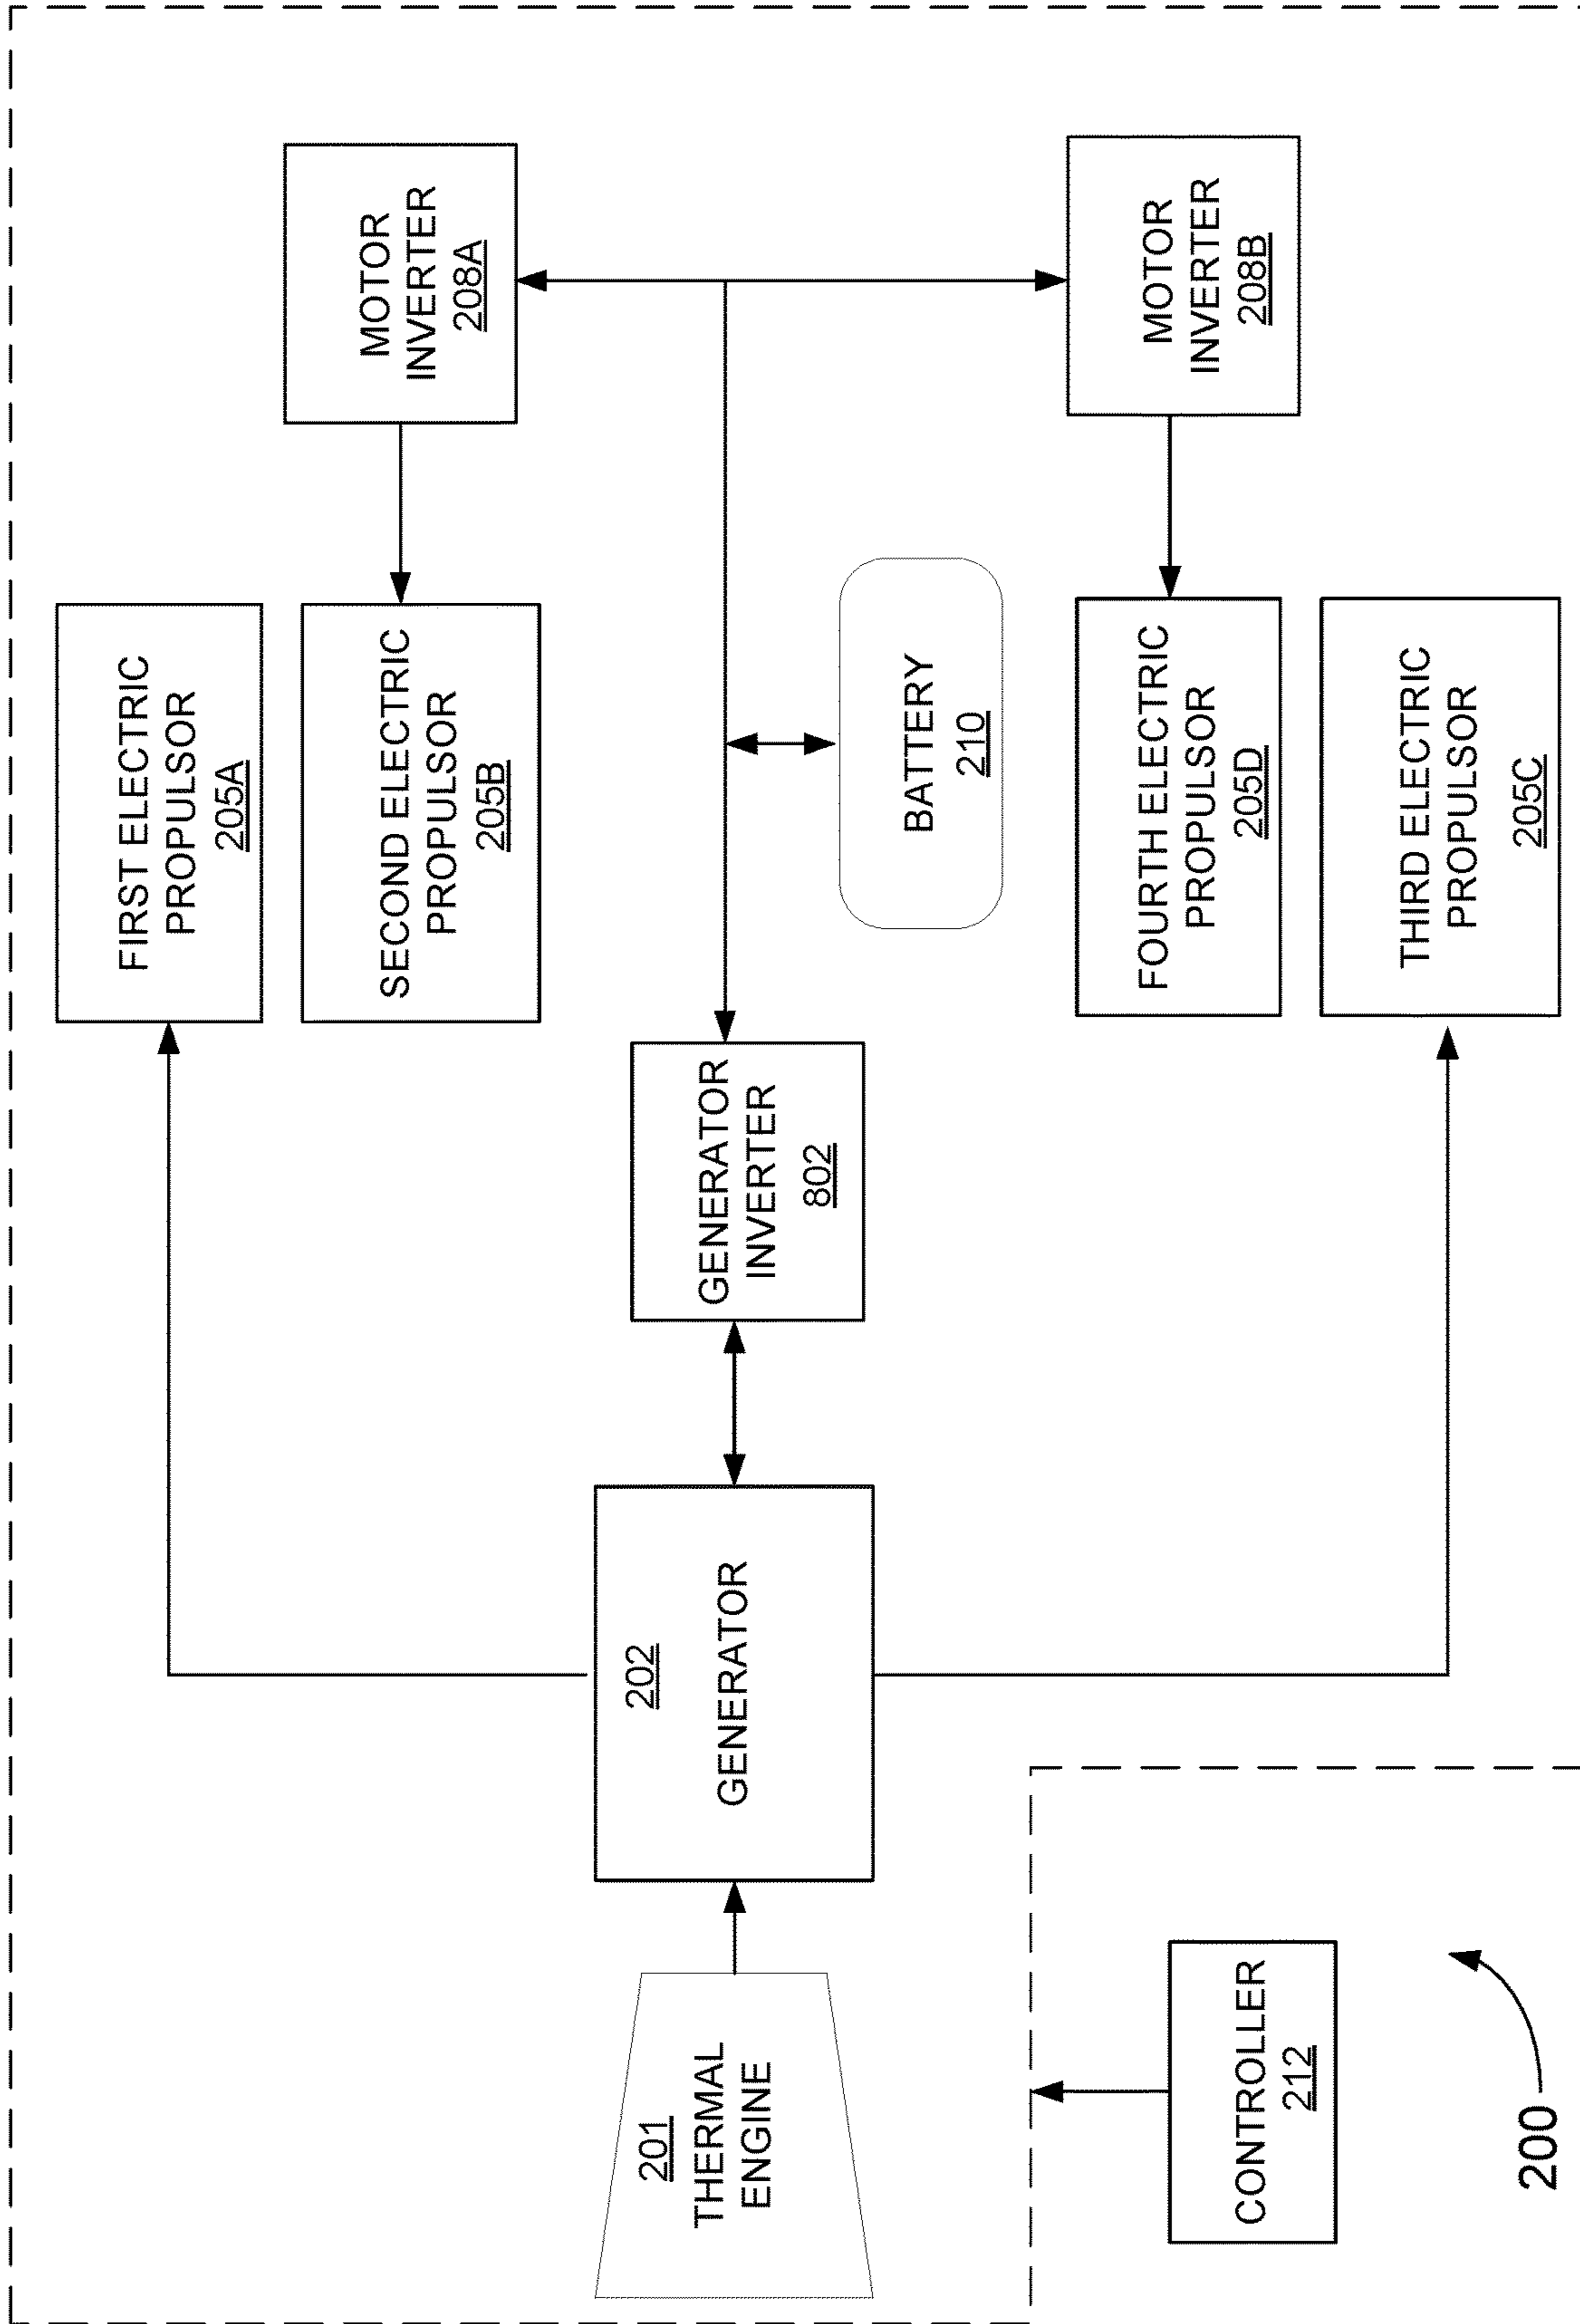 FIRST ELECTRIC
PROPULSOR
205A
SECOND ELECTRIC
PROPULSOR
205B
MOTOR
INVERTER
208A
201
THERMAL
ENGINE
202
GENERATOR
GENERATOR
INVERTER
802
BATTERY
210
MOTOR
INVERTER
208B
FOURTH ELECTRIC
PROPULSOR
205D
THIRD ELECTRIC
PROPULSOR
205C
CONTROLLER
212
200